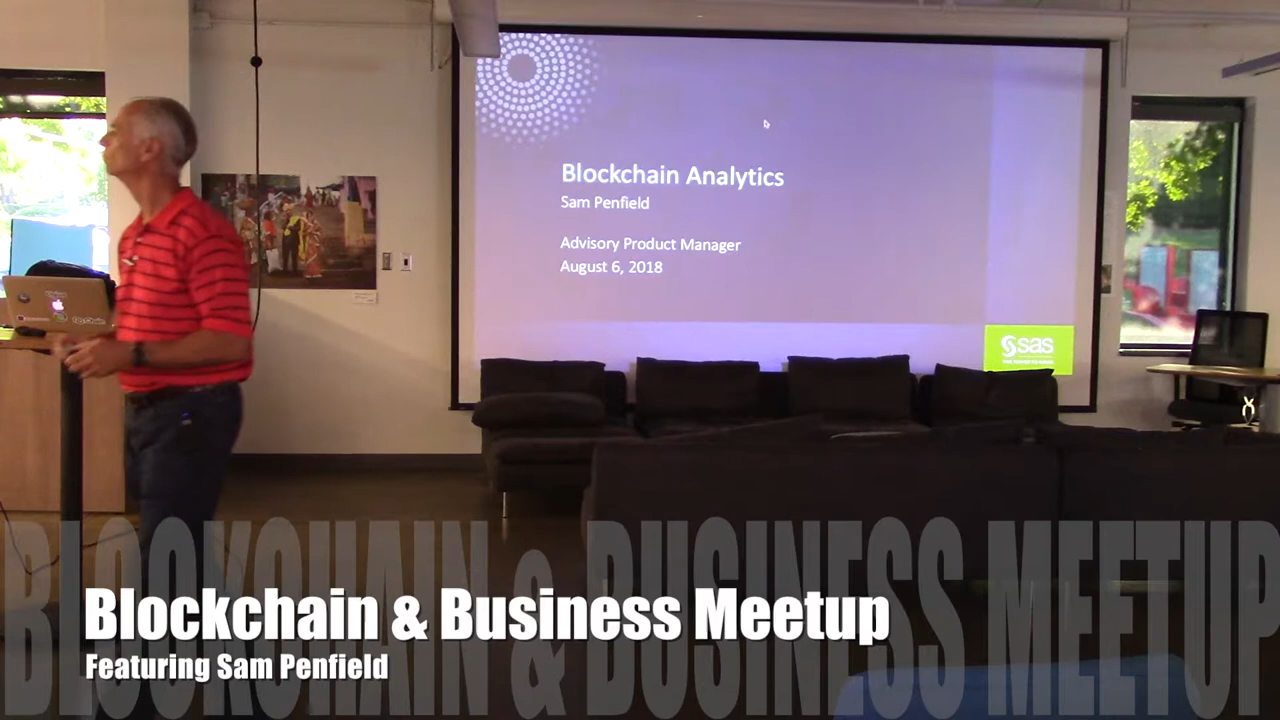 Blockchain Analytics
Sam Penfield
Advisory Product Manager
August 6, 2018
sas
BLOCKCHAIN & BUSINESS MEETUP
Blockchain & Business Meetup
Featuring Sam Penfield